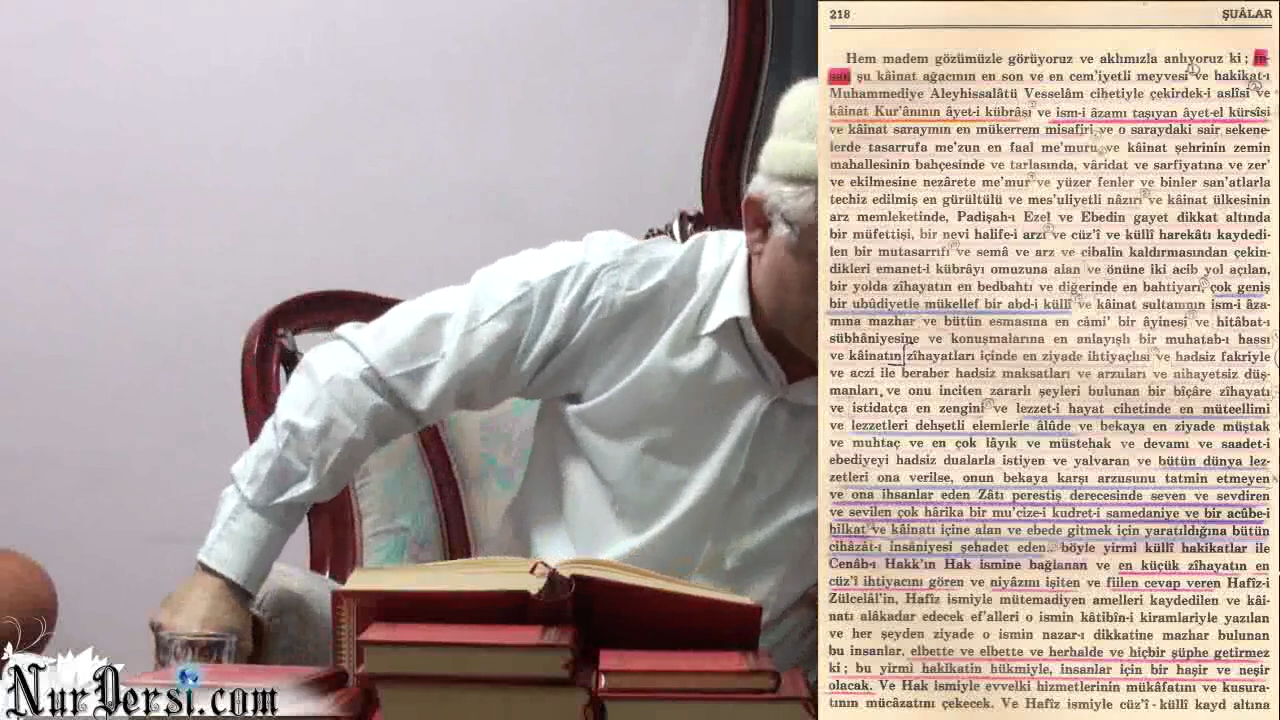 218
ŞUÂLAR
Hem madem gözümüzle görüyoruz ve aklımızla anlıyoruz ki; in-
san şu kâinat ağacının en son ve en cem'iyetli meyvesi ve hakikat-ı
Muhammediye Aleyhissalâtü Vesselâm cihetiyle çekirdek-i aslîsi ve
kâinat Kur'ânının âyet-i kübrâsı ve ism-i âzamı taşıyan âyet-el kürsîsi
ve kâinat sarayının en mükerrem misafiri ve o saraydaki sair sekene-
lerde tasarrufa me'zun en faal me'muru ve kâinat şehrinin zemin
mahallesinin bahçesinde ve tarlasında, vâridat ve sarfiyatına ve zer'
ve ekilmesine nezârete me'mur ve yüzer fenler ve binler san'atlarla
techiz edilmiş en gürültülü ve mes'uliyetli nâzırı ve kâinat ülkesinin
arz memleketinde, Padişah-ı Ezel ve Ebedin gayet dikkat altında
bir müfettişi, bir nevi halife-i arzı ve cüz'î ve küllî harekâtı kaydedi-
len bir mutasarrıfı ve semâ ve arz ve cibalin kaldırmasından çekin-
dikleri emanet-i kübrâyı omuzuna alan ve önüne iki acib yol açılan,
bir yolda zîhayatın en bedbahtı ve diğerinde en bahtiyarı, çok geniş
bir ubûdiyetle mükellef bir abd-i küllî ve kâinat sultanının ism-i âza-
mına mazhar ve bütün esmasına en câmi' bir âyinesi ve hitâbat-ı
sübhâniyesine ve konuşmalarına en anlayışlı bir muhatab-ı hassı
ve kâinatın zîhayatları içinde en ziyade ihtiyaçlısı ve hadsiz fakriyle
ve aczi ile beraber hadsiz maksatları ve arzuları ve nihayetsiz düş-
manları, ve onu inciten zararlı şeyleri bulunan bir bîçâre zîhayatı
ve istidatça en zengini ve lezzet-i hayat cihetinde en müteellimi
ve lezzetleri dehşetli elemlerle âlûde ve bekaya en ziyade müştak
ve muhtaç ve en çok lâyık ve müstehak ve devamı ve saadet-i
ebediyeyi hadsiz dualarla istiyen ve yalvaran ve bütün dünya lez-
zetleri ona verilse, onun bekaya karşı arzusunu tatmin etmeyen
ve ona ihsanlar eden Zâtı perestiş derecesinde seven ve sevdiren
ve sevilen çok hârika bir mu'cize-i kudret-i samedaniye ve bir acûbe-i
hilkat ve kâinatı içine alan ve ebede gitmek için yaratıldığına bütün
cihâzât-ı insâniyesi şehadet eden.. böyle yirmi küllî hakikatlar ile
Cenâb-ı Hakk'ın Hak ismine bağlanan ve en küçük zîhayatın en
cüz'î ihtiyacını gören ve niyâzını işiten ve fiilen cevap veren Hafîz-i
Zülcelâl'in, Hafîz ismiyle mütemadiyen amelleri kaydedilen ve kâi-
natı alâkadar edecek ef'alleri o ismin kâtibîn-i kiramlariyle yazılan
ve her şeyden ziyade o ismin nazar-ı dikkatine mazhar bulunan
bu insanlar, elbette ve elbette ve herhalde ve hiçbir şüphe getirmez
ki; bu yirmi hakikatin hükmiyle, insanlar için bir haşir ve neşir
olacak. Ve Hak ismiyle evvelki hizmetlerinin mükâfatını ve kusura-
tının mücâzatını çekecek. Ve Hafîz ismiyle cüz'î - küllî kayd altına
NurDersi.com